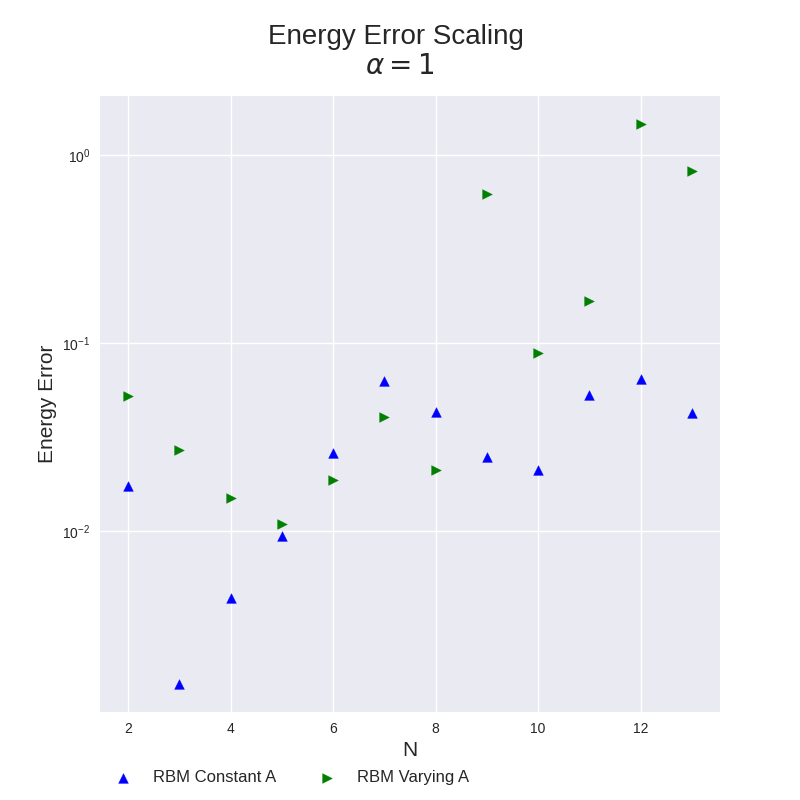 Energy Error Scaling
α = 1
10⁰
10⁻¹
10⁻²
Energy Error
2 4 6 8 10 12
N
RBM Constant A RBM Varying A